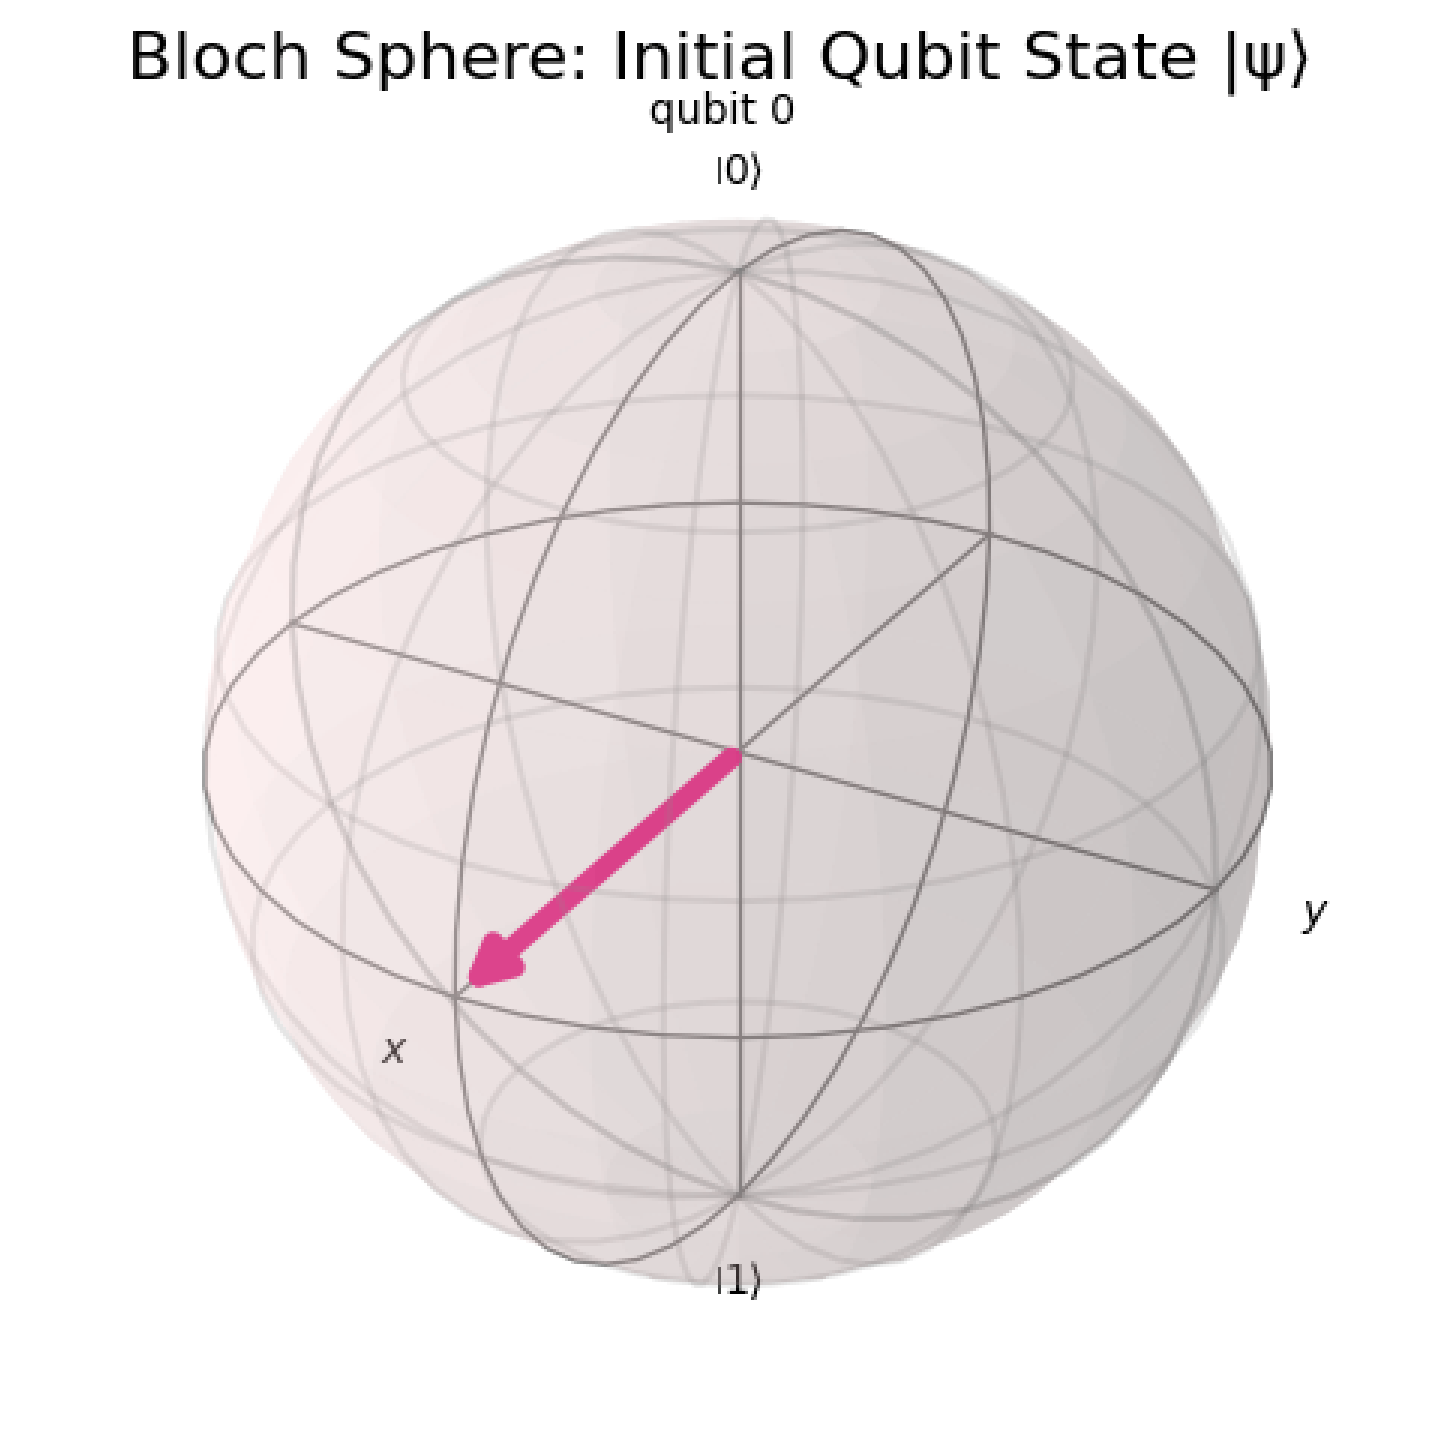 Bloch Sphere: Initial Qubit State |ψ⟩
qubit 0
|0⟩
y
x
|1⟩